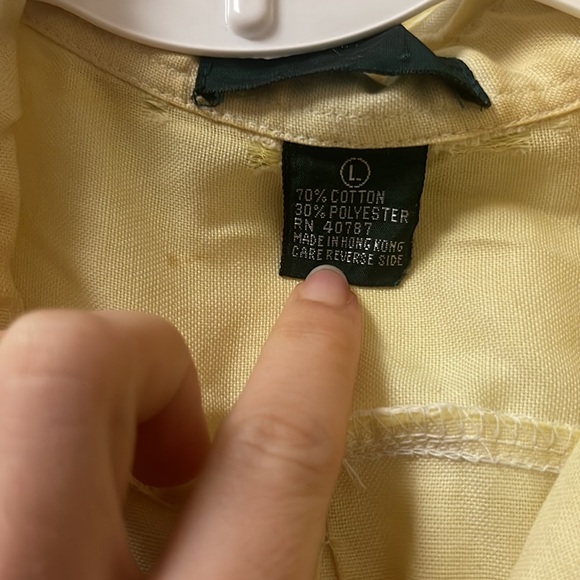 L
70% COTTON
30% POLYESTER
RN 40787
MADE IN HONG KONG
CARE REVERSE SIDE